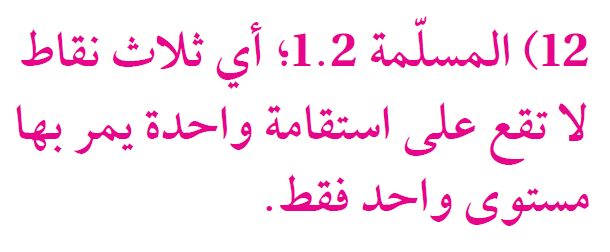 12) المسلّمة 1.2؛ أي ثلاث نقاط
لا تقع على استقامة واحدة يمر بها
مستوى واحد فقط.